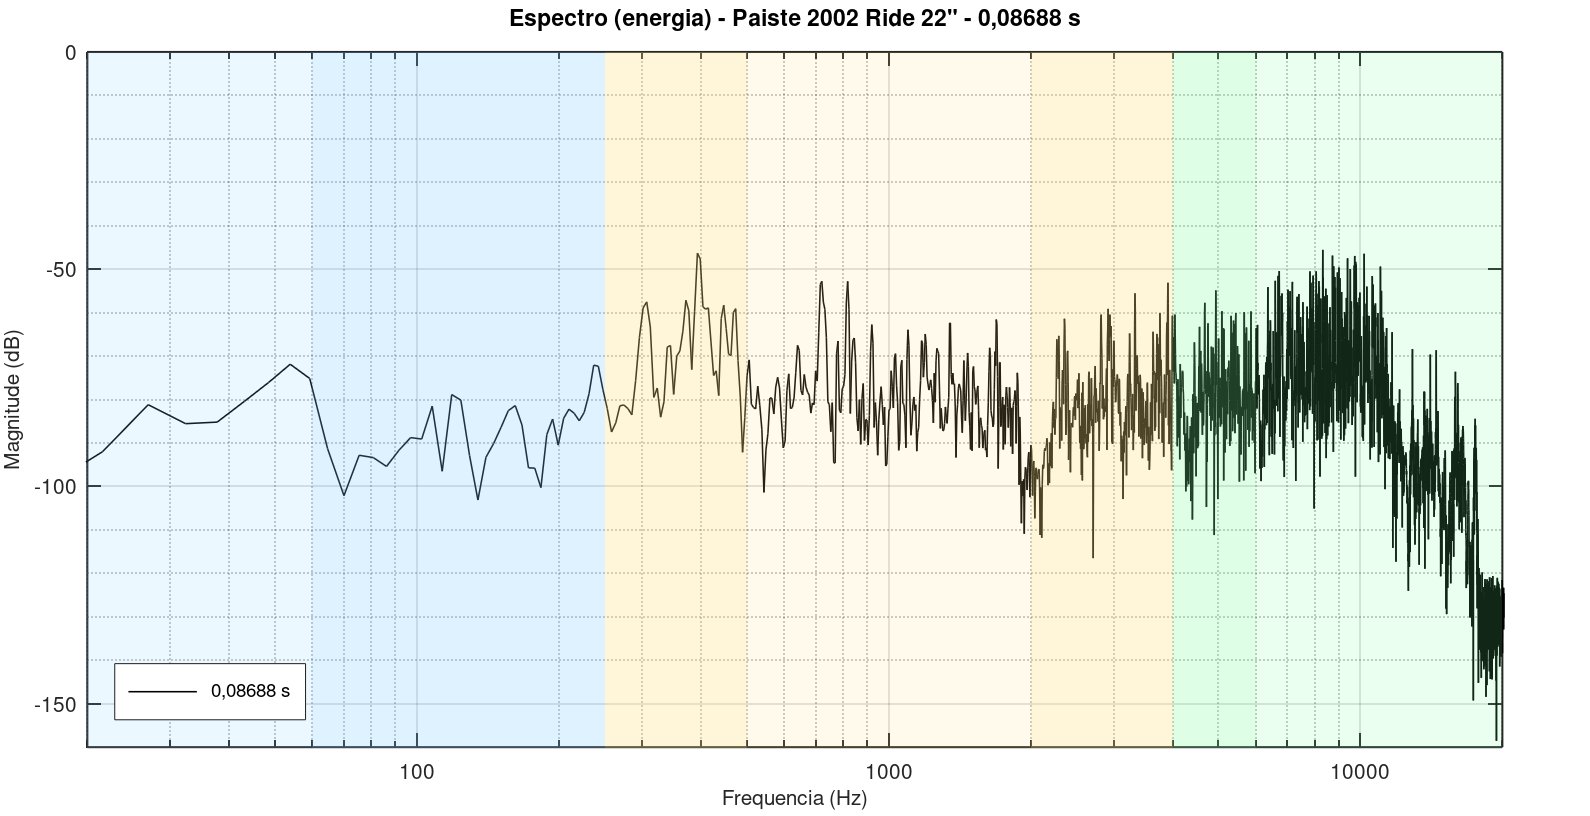 Espectro (energia) - Paiste 2002 Ride 22" - 0,08688 s
0
-50
-100
-150
Magnitude (dB)
0,08688 s
100
1000
10000
Frequencia (Hz)